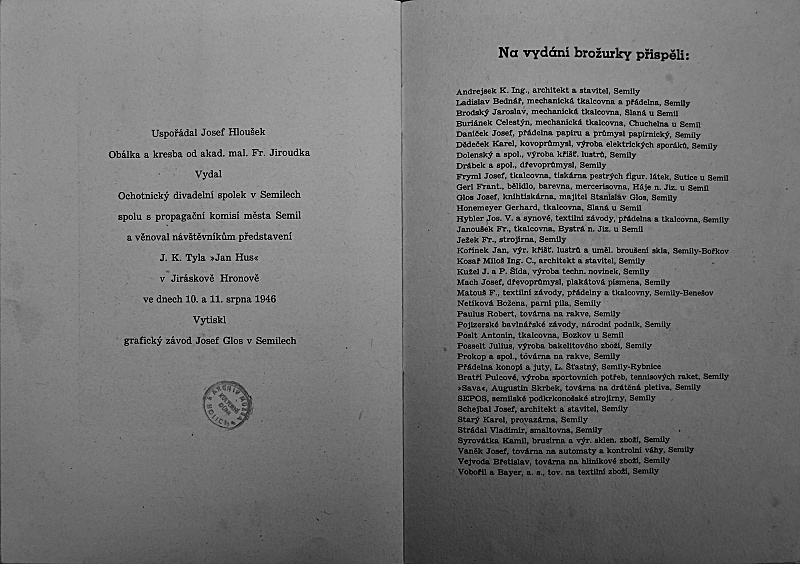 Uspořádal Josef Hloušek
Obálka a kresba od akad. mal. Fr. Jiroudka
Vydal
Ochotnický divadelní spolek v Semilech
spolu s propagační komisí města Semil
a věnoval návštěvníkům představení
J. K. Tyla »Jan Hus«
v Jiráskově Hronově
ve dnech 10. a 11. srpna 1946
Vytiskl
grafický závod Josef Glos v Semilech
Na vydání brožurky přispěli:
Andrejsek K. Ing., architekt a stavitel, Semily
Ladislav Bednář, mechanická tkalcovna a přádelna, Semily
Brodský Jaroslav, mechanická tkalcovna, Slaná u Semil
Buriánek Celestýn, mechanická tkalcovna, Chuchelna u Semil
Daníček Josef, přádelna papíru a průmysl papírnický, Semily
Dědeček Karel, kovoprůmysl, výroba elektrických sporáků, Semily
Dolenský a spol., výroba křišť. lustrů, Semily
Drábek a spol., dřevoprůmysl, Semily
Frymł Josef, tkalcovna, tiskárna pestrých figur. látek, Sutice u Semil
Gerl Frant., bělidlo, barevna, mercerisovna, Háje n. Jiz. u Semil
Glos Josef, knihtiskárna, majitel Stanislav Glos, Semily
Honemeyer Gerhard, tkalcovna, Slaná u Semil
Hybler Jos. V. a synové, textilní závody, přádelna a tkalcovna, Semily
Janoušek Fr., tkalcovna, Bystrá n. Jiz. u Semil
Ježek Fr., strojírna, Semily
Kořínek Jan, výr. křišť. lustrů a uměl. broušení skla, Semily-Bořkov
Kosař Miloš Ing. C., architekt a stavitel, Semily
Kužel J. a P. Šída, výroba techn. novinek, Semily
Mach Josef, dřevoprůmysl, plakátová písmena, Semily
Matouš F., textilní závody, přádelny a tkalcovny, Semily-Benešov
Netíková Božena, parní pila, Semily
Paulus Robert, továrna na rakve, Semily
Pojizerské bavlnářské závody, národní podnik, Semily
Poslt Antonín, tkalcovna, Bozkov u Semil
Posselt Julius, výroba bakelitového zboží, Semily
Prokop a spol., továrna na rakve, Semily
Přádelna konopí a juty, L. Šťastný, Semily-Rybnice
Bratří Pulcové, výroba sportovních potřeb, tennisových raket, Semily
»Sava«, Augustin Skrbek, továrna na drátěná pletiva, Semily
SEPOS, semilské podkrkonošské strojírny, Semily
Schejbal Josef, architekt a stavitel, Semily
Starý Karel, provazárna, Semily
Strádal Vladimír, smaltovna, Semily
Syrovátka Kamil, brusírna a výr. sklen. zboží, Semily
Vaněk Josef, továrna na automaty a kontrolní váhy, Semily
Vejvoda Břetislav, továrna na hliníkové zboží, Semily
Vobořil a Bayer, a. s., tov. na textilní zboží, Semily